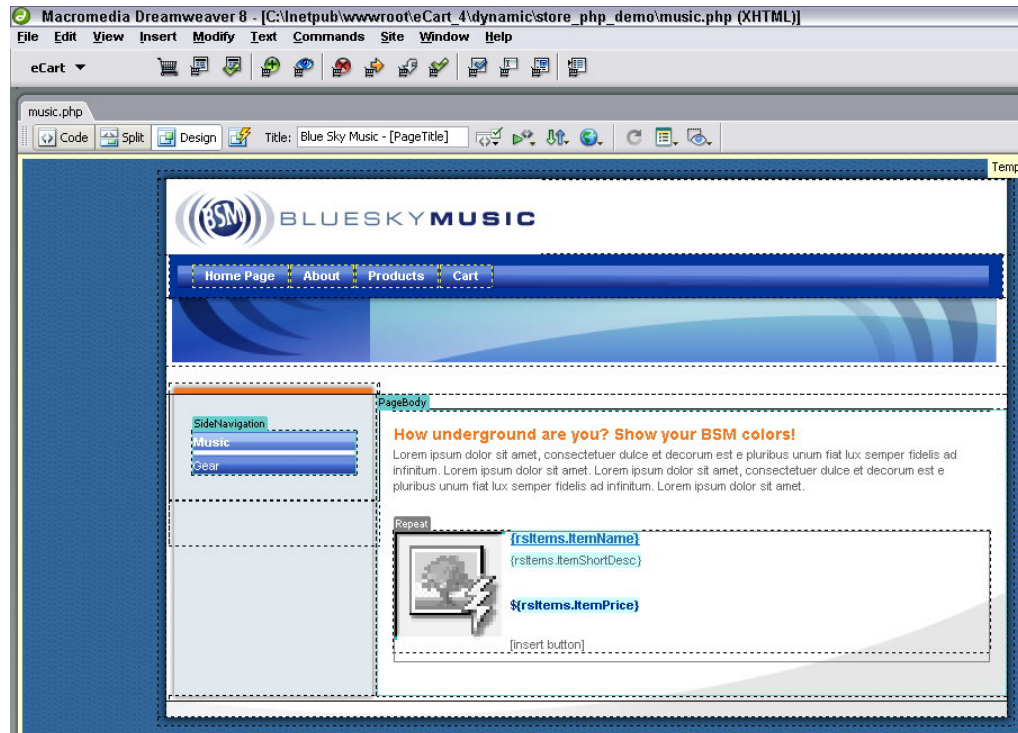 Macromedia Dreamweaver 8 - [C:\Inetpub\wwwroot\eCart_4\dynamic\store_php_demo\music.php (XHTML)]
File Edit View Insert Modify Text Commands Site Window Help
eCart
music.php
Code Split Design Title: Blue Sky Music - [PageTitle]
Temp
BSM BLUESKYMUSIC
Home Page About Products Cart
PageBody
SideNavigation
Music
Gear
How underground are you? Show your BSM colors!
Lorem ipsum dolor sit amet, consectetuer dulce et decorum est e pluribus unum fiat lux semper fidelis ad
infinitum. Lorem ipsum dolor sit amet. Lorem ipsum dolor sit amet, consectetuer dulce et decorum est e
pluribus unum fiat lux semper fidelis ad infinitum. Lorem ipsum dolor sit amet.
Repeat
{rsItems.ItemName}
{rsItems.ItemShortDesc}
${rsItems.ItemPrice}
[insert button]